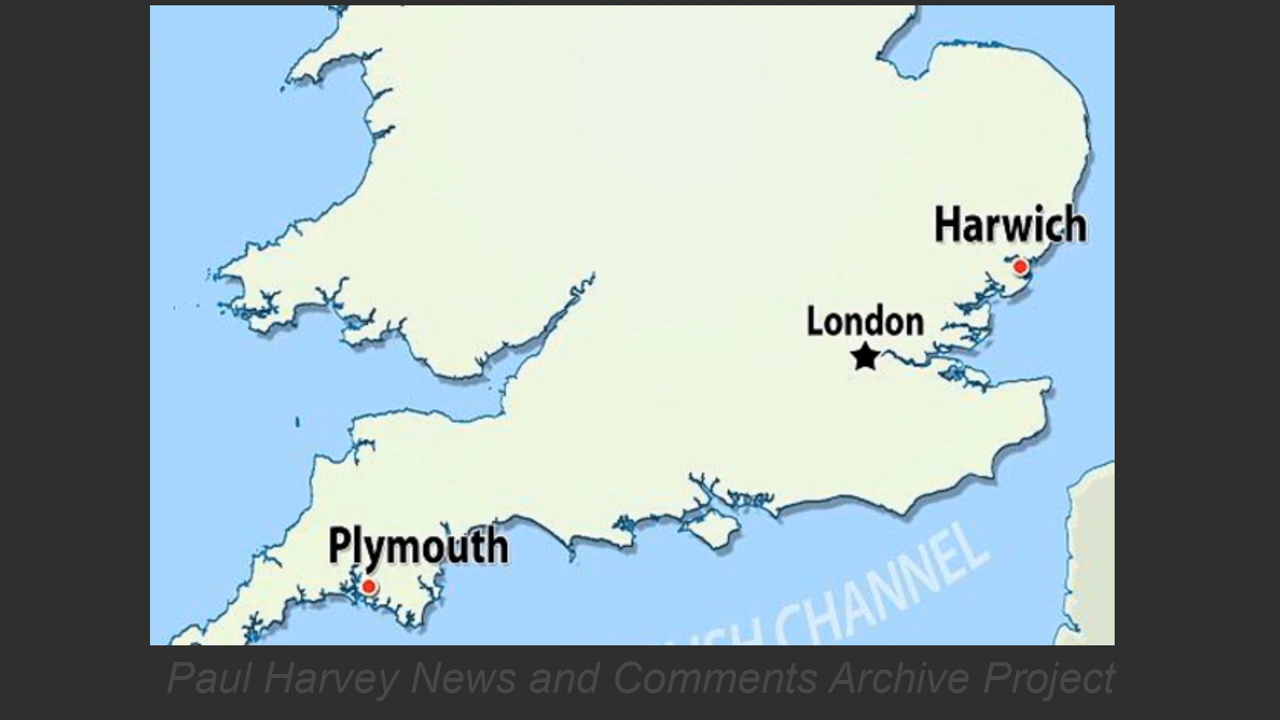 Harwich
London
Plymouth
CHANNEL
Paul Harvey News and Comments Archive Project